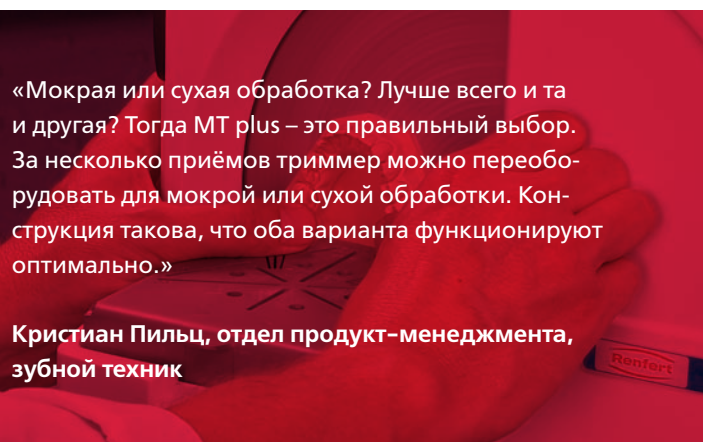 «Мокрая или сухая обработка? Лучше всего и та
и другая? Тогда MT plus – это правильный выбор.
За несколько приёмов триммер можно переобо-
рудовать для мокрой или сухой обработки. Кон-
струкция такова, что оба варианта функционируют
оптимально.»
Кристиан Пильц, отдел продукт-менеджмента,
зубной техник
Renfert